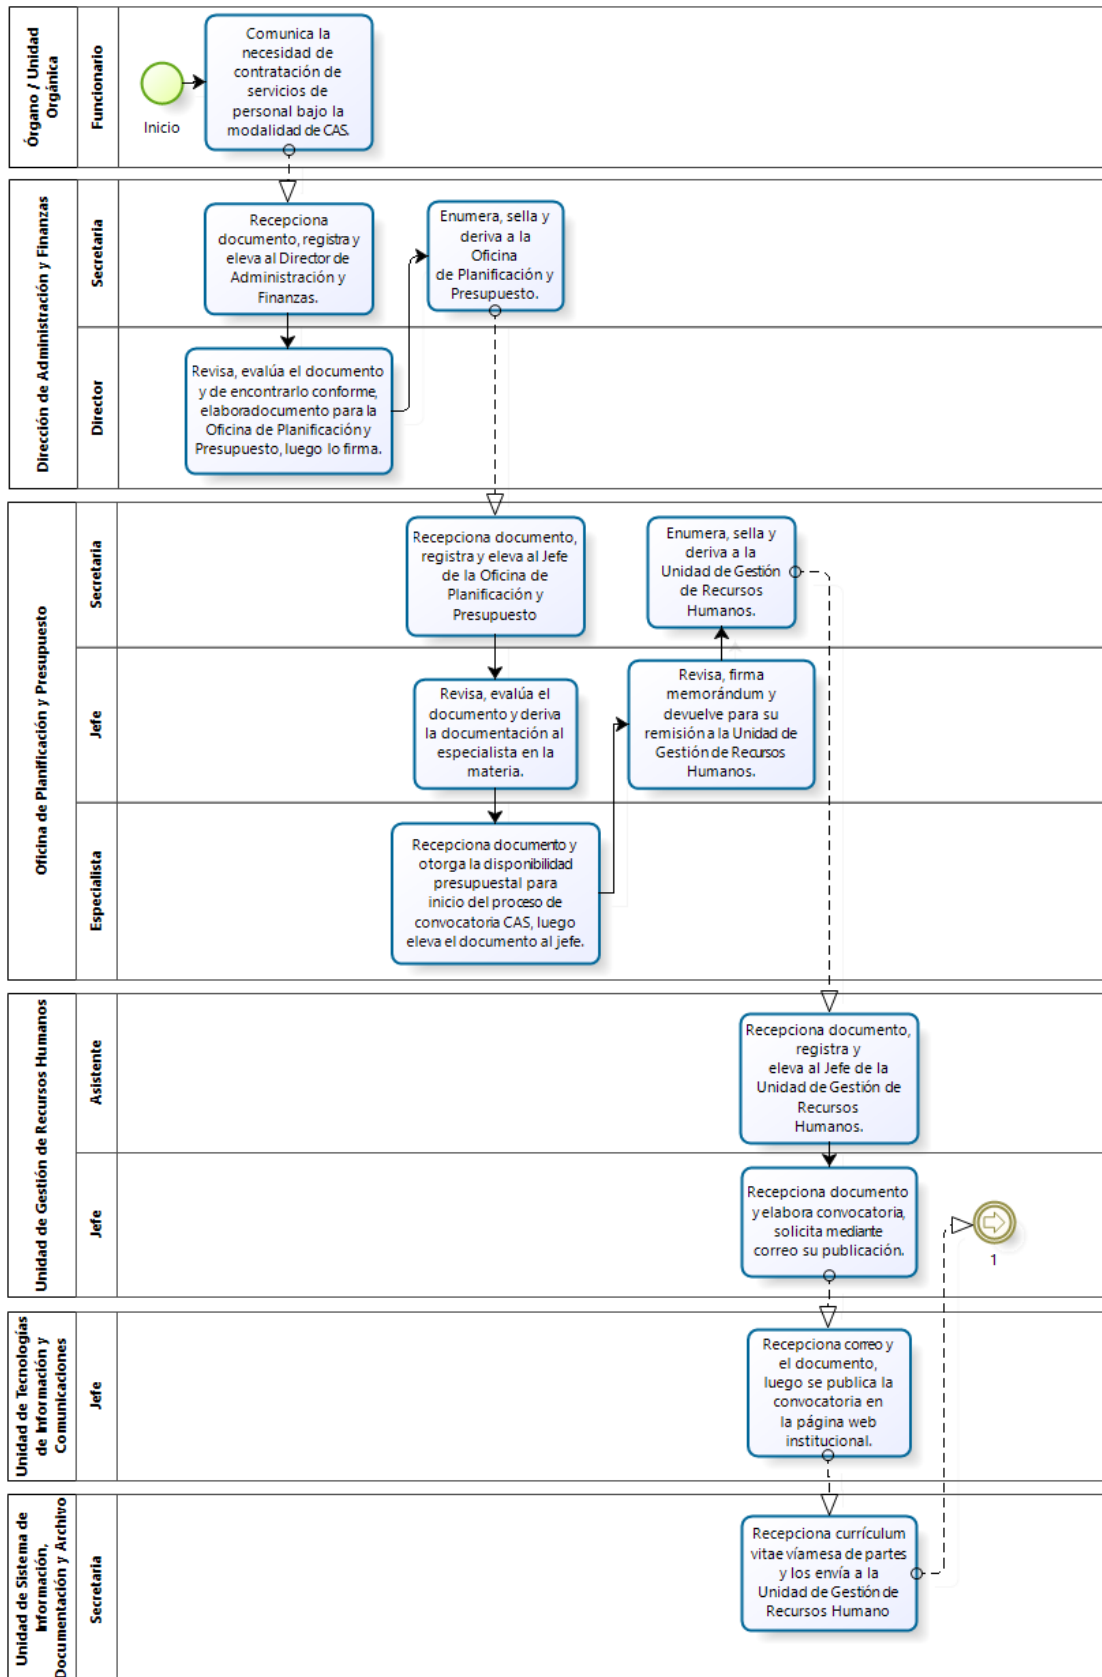 Órgano / Unidad
Orgánica
Funcionario
Inicio
Comunica la
necesidad de
contratación de
servicios de
personal bajo la
modalidad de CAS.
Dirección de Administración y Finanzas
Secretaria
Recepciona
documento, registra y
eleva al Director de
Administración y
Finanzas.
Enumera, sella y
deriva a la
Oficina
de Planificación y
Presupuesto.
Director
Revisa, evalúa el documento
y de encontrarlo conforme,
elaboradocumento para la
Oficina de Planificación y
Presupuesto, luego lo firma.
Oficina de Planificación y Presupuesto
Secretaria
Recepciona documento,
registra y eleva al Jefe
de la Oficina de
Planificación y
Presupuesto
Enumera, sella y
deriva a la
Unidad de Gestión
de Recursos
Humanos.
Jefe
Revisa, evalúa el
documento y deriva
la documentación al
especialista en la
materia.
Revisa, firma
memorándum y
devuelve para su
remisión a la Unidad de
Gestión de Recursos
Humanos.
Especialista
Recepciona documento y
otorga la disponibilidad
presupuestal para
inicio del proceso de
convocatoria CAS, luego
eleva el documento al jefe.
Unidad de Gestión de Recursos Humanos
Asistente
Recepciona documento,
registra y
eleva al Jefe de la
Unidad de Gestión de
Recursos
Humanos.
Jefe
Recepciona documento
y elabora convocatoria,
solicita mediante
correo su publicación.
1
Unidad de Tecnologías
de Información y
Comunicaciones
Jefe
Recepciona correo y
el documento,
luego se publica la
convocatoria en
la página web
institucional.
Unidad de Sistema de
Información,
Documentación y Archivo
Secretaria
Recepciona currículum
vitae víamesa de partes
y los envía a la
Unidad de Gestión de
Recursos Humano